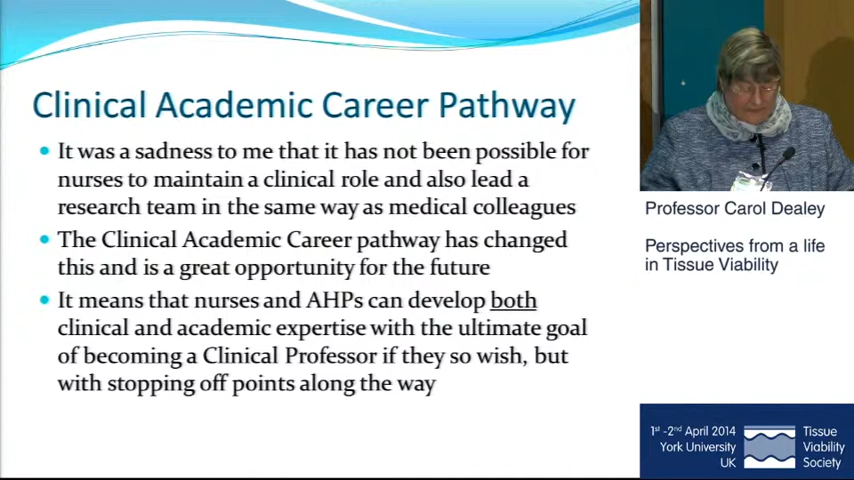 Clinical Academic Career Pathway
• It was a sadness to me that it has not been possible for
nurses to maintain a clinical role and also lead a
research team in the same way as medical colleagues
• The Clinical Academic Career pathway has changed
this and is a great opportunity for the future
• It means that nurses and AHPs can develop both
clinical and academic expertise with the ultimate goal
of becoming a Clinical Professor if they so wish, but
with stopping off points along the way
Professor Carol Dealey
Perspectives from a life
in Tissue Viability
1st -2nd April 2014
York University
UK
Tissue
Viability
Society